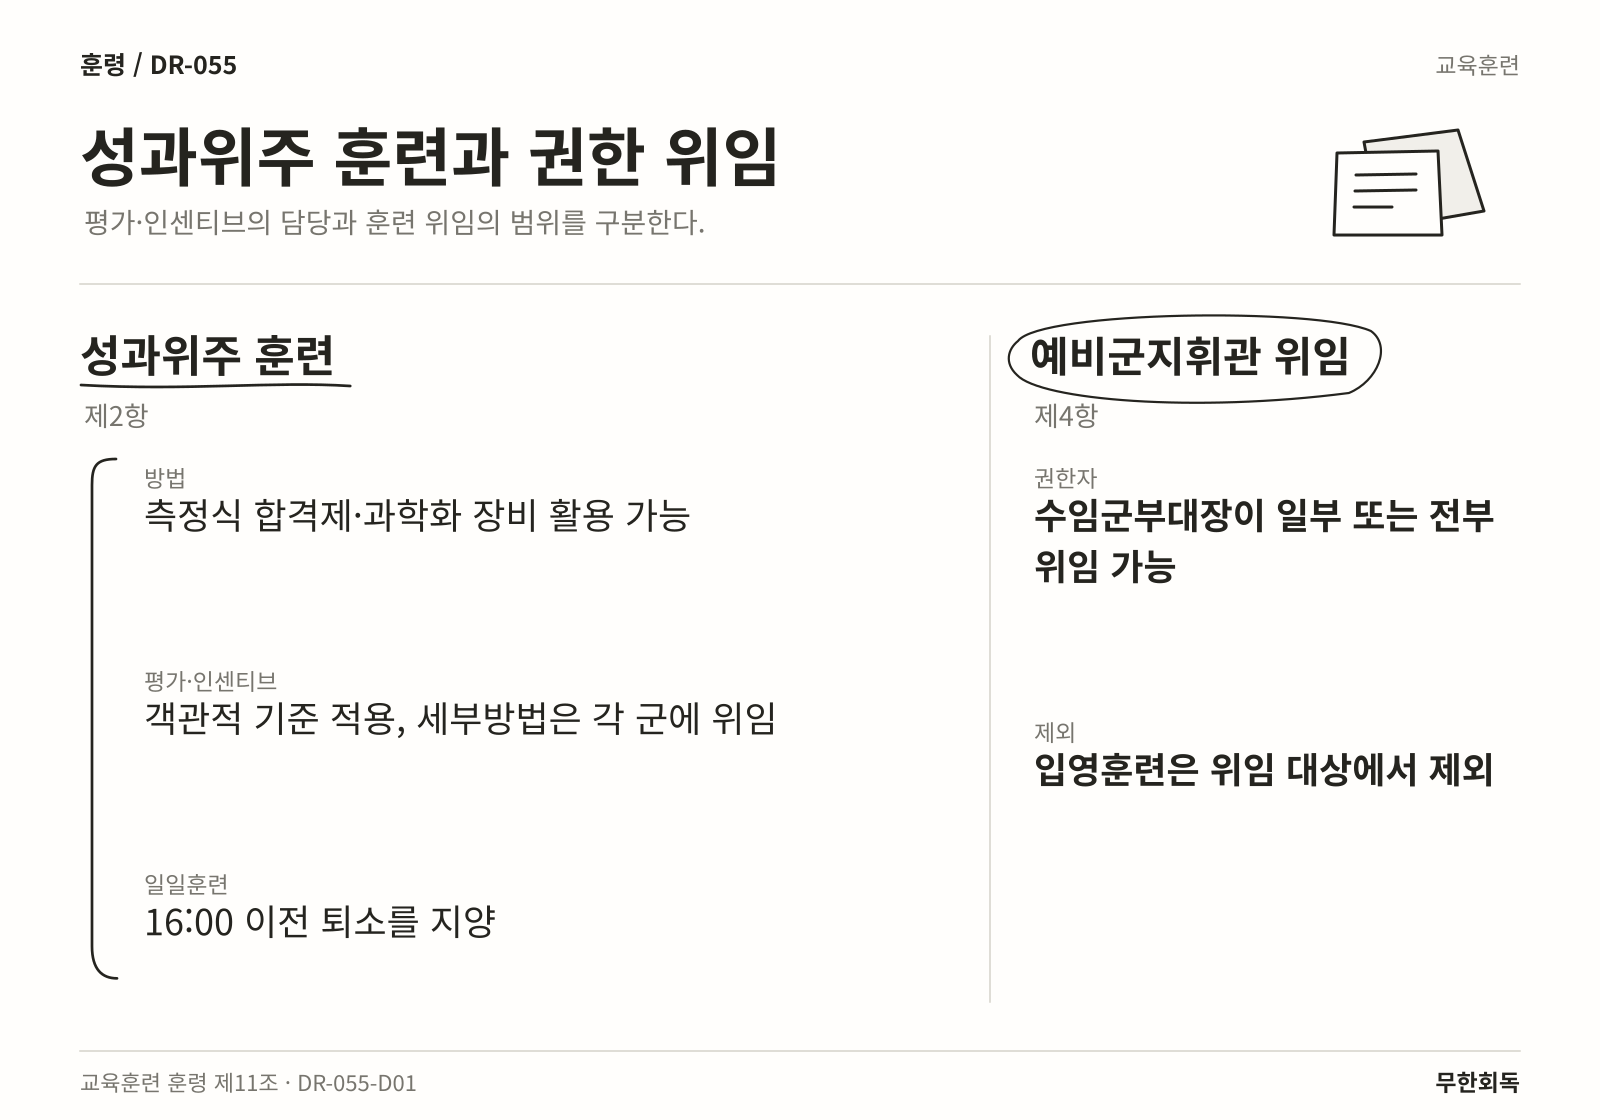 훈령 / DR-055
교육훈련
성과위주 훈련과 권한 위임
평가·인센티브의 담당과 훈련 위임의 범위를 구분한다.
성과위주 훈련
제2항
방법
측정식 합격제·과학화 장비 활용 가능
평가·인센티브
객관적 기준 적용, 세부방법은 각 군에 위임
일일훈련
16:00 이전 퇴소를 지양
예비군지휘관 위임
제4항
권한자
수임군부대장이 일부 또는 전부
위임 가능
제외
입영훈련은 위임 대상에서 제외
교육훈련 훈령 제11조 · DR-055-D01
무한회독